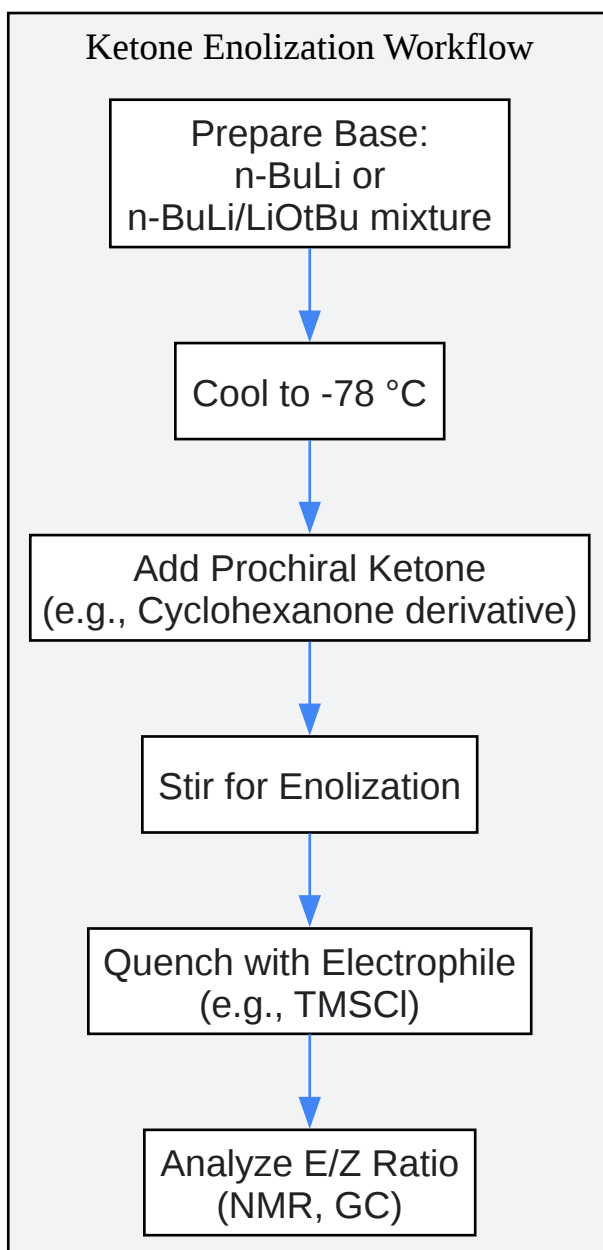 Ketone Enolization Workflow
Prepare Base:
n-BuLi or
n-BuLi/LiOtBu mixture
Cool to -78 °C
Add Prochiral Ketone
(e.g., Cyclohexanone derivative)
Stir for Enolization
Quench with Electrophile
(e.g., TMSCl)
Analyze E/Z Ratio
(NMR, GC)